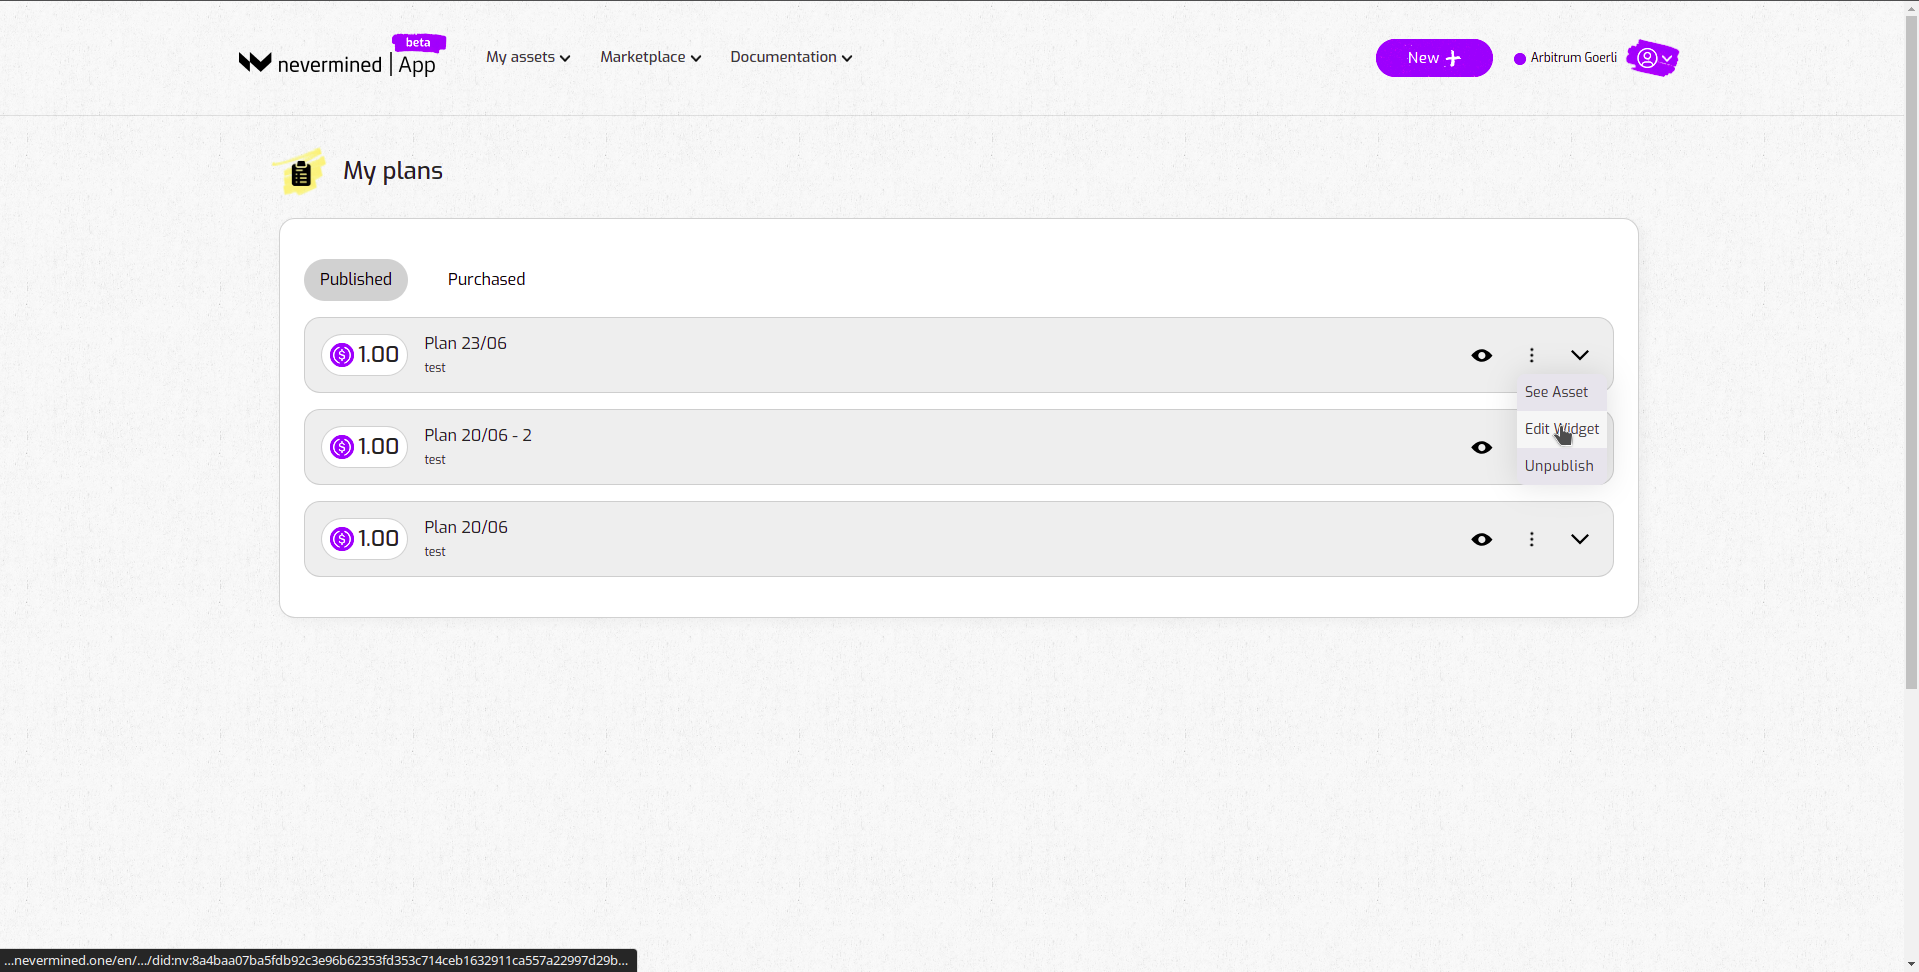 beta
nevermined | App
My assets
Marketplace
Documentation
New
Arbitrum Goerli
My plans
Published
Purchased
1.00
Plan 23/06
test
See Asset
Edit Widget
Unpublish
1.00
Plan 20/06 - 2
test
1.00
Plan 20/06
test
...nevermined.one/en/.../did:nv:8a4baa07ba5fdb92c3e96b62353fd353c714ceb1632911ca557a22997d29b...